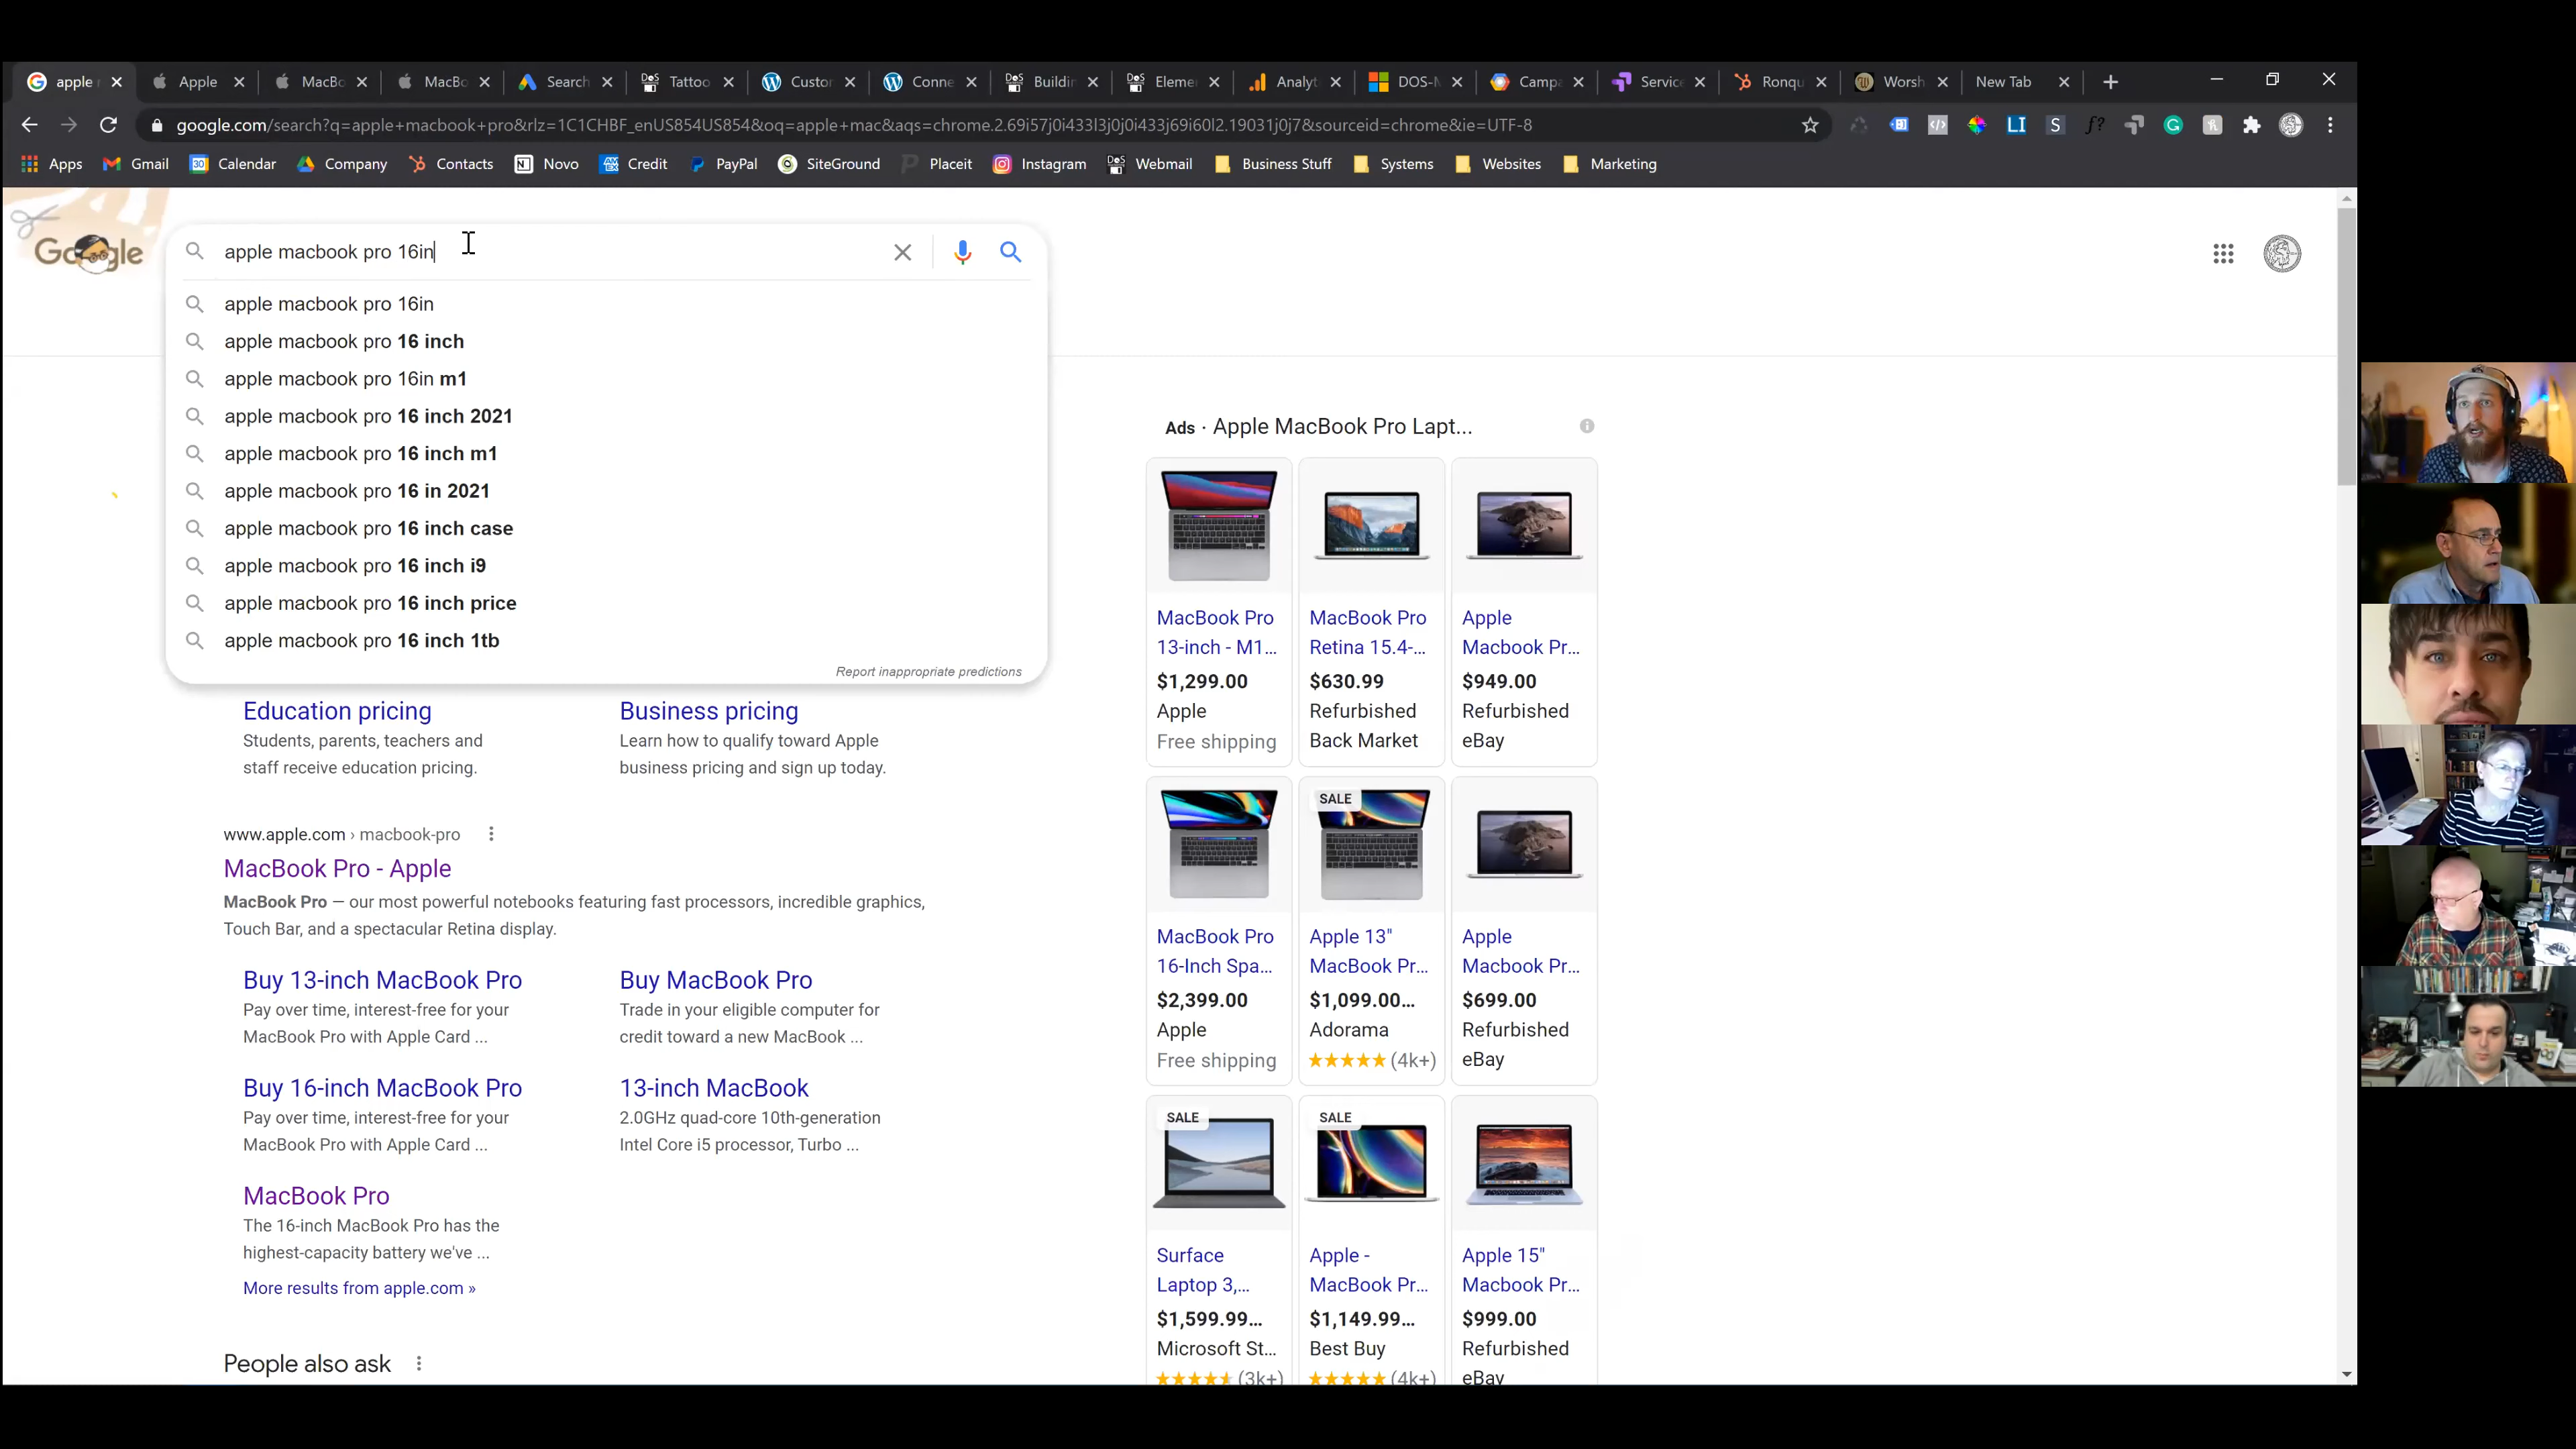 apple
Apple
MacBo
MacBo
Search
Tattoo
Custor
Conne
Buildir
Eleme
Analyt
DOS-M
Campa
Service
Ronqu
Worsh
New Tab
google.com/search?q=apple+macbook+pro&rlz=1C1CHBF_enUS854US854&oq=apple+mac&aqs=chrome.2.69i57j0i433l3j0j0i433j69i60l2.19031j0j7&sourceid=chrome&ie=UTF-8
Apps
Gmail
Calendar
Company
Contacts
Novo
Credit
PayPal
SiteGround
Placeit
Instagram
Webmail
Business Stuff
Systems
Websites
Marketing
Google
apple macbook pro 16in
apple macbook pro 16in
apple macbook pro 16 inch
apple macbook pro 16in m1
apple macbook pro 16 inch 2021
apple macbook pro 16 inch m1
apple macbook pro 16 in 2021
apple macbook pro 16 inch case
apple macbook pro 16 inch i9
apple macbook pro 16 inch price
apple macbook pro 16 inch 1tb
Report inappropriate predictions
Education pricing
Students, parents, teachers and
staff receive education pricing.
Business pricing
Learn how to qualify toward Apple
business pricing and sign up today.
www.apple.com › macbook-pro
MacBook Pro - Apple
MacBook Pro — our most powerful notebooks featuring fast processors, incredible graphics,
Touch Bar, and a spectacular Retina display.
Buy 13-inch MacBook Pro
Pay over time, interest-free for your
MacBook Pro with Apple Card ...
Buy MacBook Pro
Trade in your eligible computer for
credit toward a new MacBook ...
Buy 16-inch MacBook Pro
Pay over time, interest-free for your
MacBook Pro with Apple Card ...
13-inch MacBook
2.0GHz quad-core 10th-generation
Intel Core i5 processor, Turbo ...
MacBook Pro
The 16-inch MacBook Pro has the
highest-capacity battery we've ...
More results from apple.com »
People also ask
Ads · Apple MacBook Pro Lapt...
MacBook Pro
13-inch - M1...
$1,299.00
Apple
Free shipping
MacBook Pro
Retina 15.4-...
$630.99
Refurbished
Back Market
Apple
Macbook Pr...
$949.00
Refurbished
eBay
MacBook Pro
16-Inch Spa...
$2,399.00
Apple
Free shipping
SALE
Apple 13"
MacBook Pr...
$1,099.00...
Adorama
(4k+)
Apple
Macbook Pr...
$699.00
Refurbished
eBay
SALE
Surface
Laptop 3,...
$1,599.99...
Microsoft St...
(3k+)
SALE
Apple -
MacBook Pr...
$1,149.99...
Best Buy
(4k+)
Apple 15"
Macbook Pr...
$999.00
Refurbished
eBay